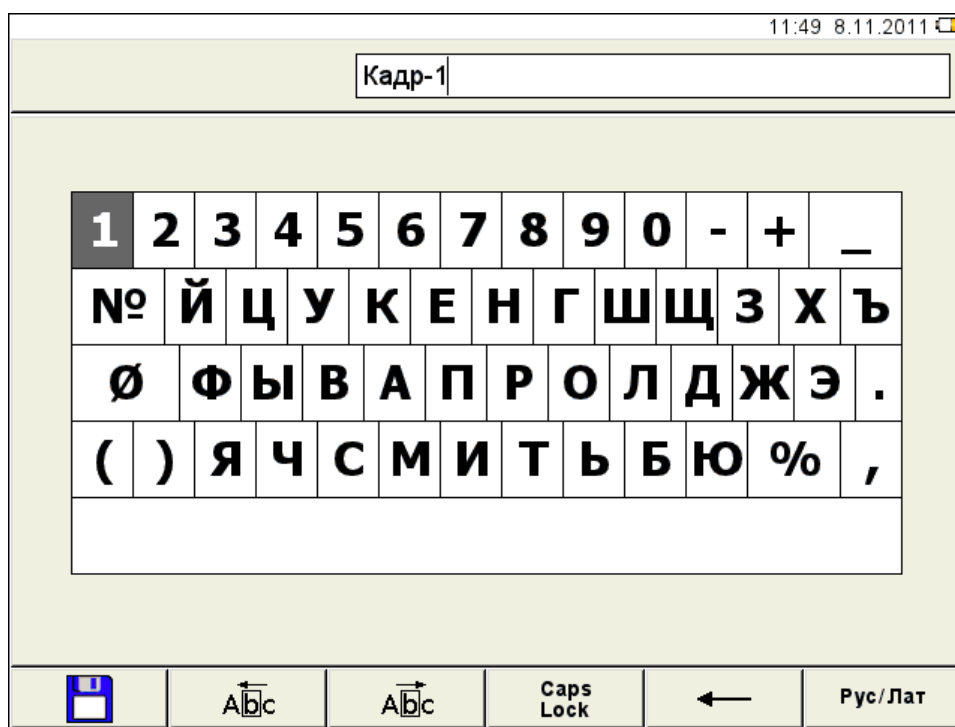 11:49 8.11.2011
Кадр-1
1 2 3 4 5 6 7 8 9 0 - + _
№ Й Ц У К Е Н Г Ш Щ З Х Ъ
Ø Ф Ы В А П Р О Л Д Ж Э .
( ) Я Ч С М И Т Ь Б Ю % ,
Abc Abc Caps Lock ← Рус/Лат